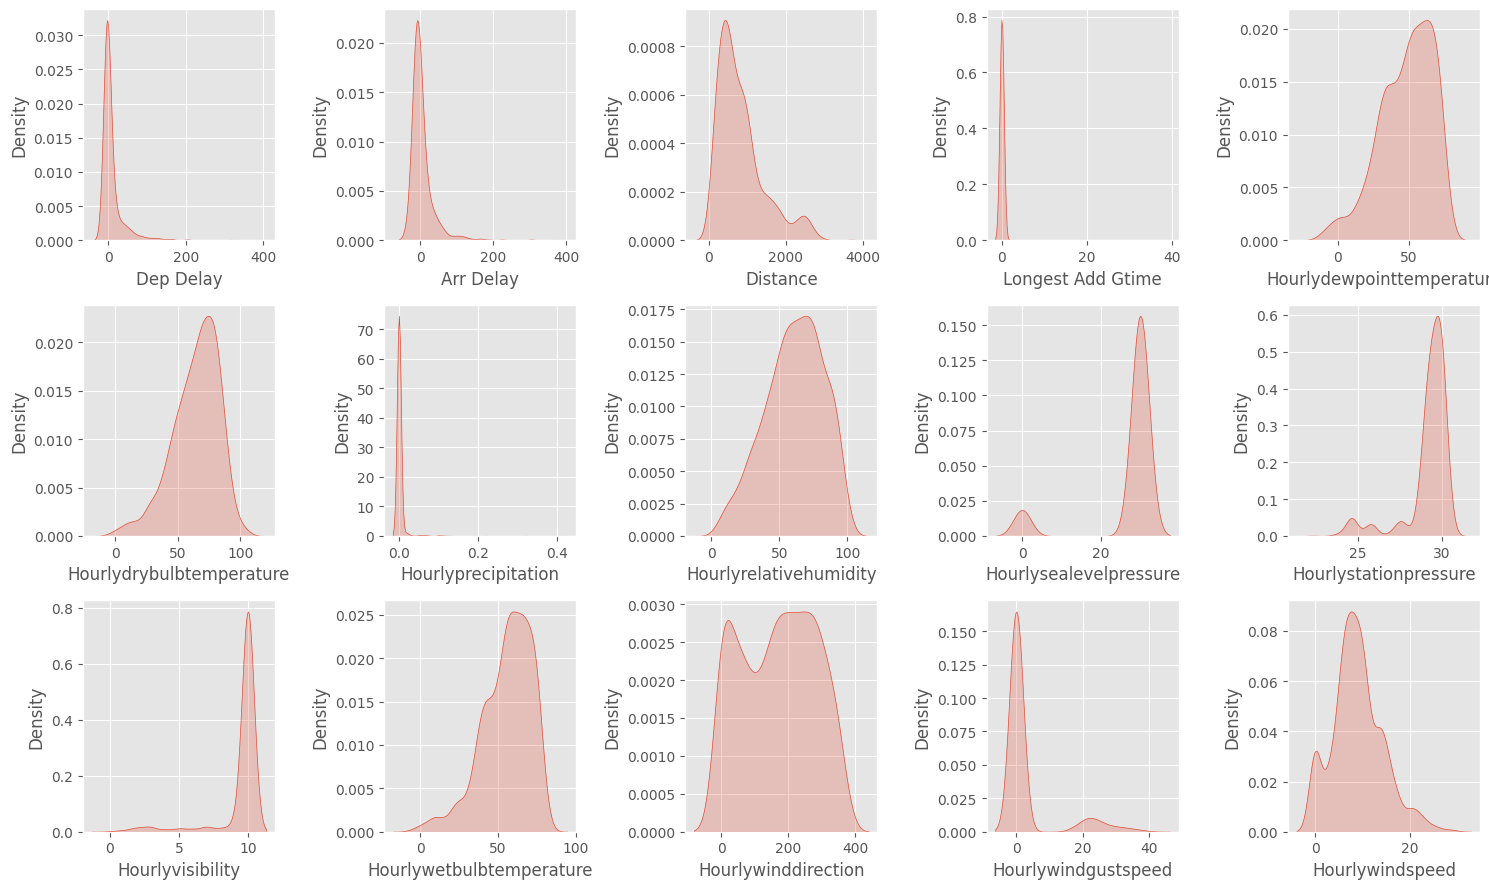 Density
0.030
0.025
0.020
0.015
0.010
0.005
0.000
0 200 400
Dep Delay
Density
0.020
0.015
0.010
0.005
0.000
0 200 400
Arr Delay
Density
0.0008
0.0006
0.0004
0.0002
0.0000
0 2000 4000
Distance
Density
0.8
0.6
0.4
0.2
0.0
0 20 40
Longest Add Gtime
Density
0.020
0.015
0.010
0.005
0.000
0 50
Hourlydewpointtemperatur
Density
0.020
0.015
0.010
0.005
0.000
0 50 100
Hourlydrybulbtemperature
Density
70
60
50
40
30
20
10
0
0.0 0.2 0.4
Hourlyprecipitation
Density
0.0175
0.0150
0.0125
0.0100
0.0075
0.0050
0.0025
0.0000
0 50 100
Hourlyrelativehumidity
Density
0.150
0.125
0.100
0.075
0.050
0.025
0.000
0 20
Hourlysealevelpressure
Density
0.6
0.5
0.4
0.3
0.2
0.1
0.0
25 30
Hourlystationpressure
Density
0.8
0.6
0.4
0.2
0.0
0 5 10
Hourlyvisibility
Density
0.025
0.020
0.015
0.010
0.005
0.000
0 50 100
Hourlywetbulbtemperature
Density
0.0030
0.0025
0.0020
0.0015
0.0010
0.0005
0.0000
0 200 400
Hourlywinddirection
Density
0.150
0.125
0.100
0.075
0.050
0.025
0.000
0 20 40
Hourlywindgustspeed
Density
0.08
0.06
0.04
0.02
0.00
0 20
Hourlywindspeed